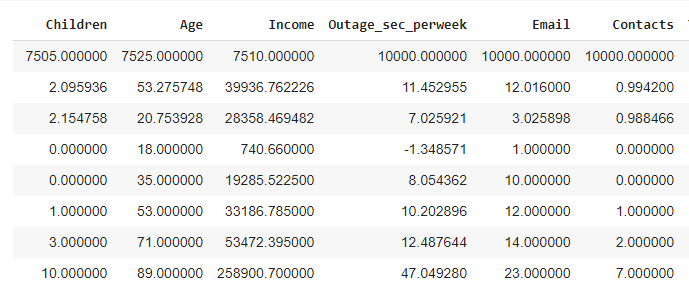 Children Age Income Outage_sec_perweek Email Contacts
7505.000000 7525.000000 7510.000000 10000.000000 10000.000000 10000.000000
2.095936 53.275748 39936.762226 11.452955 12.016000 0.994200
2.154758 20.753928 28358.469482 7.025921 3.025898 0.988466
0.000000 18.000000 740.660000 -1.348571 1.000000 0.000000
0.000000 35.000000 19285.522500 8.054362 10.000000 0.000000
1.000000 53.000000 33186.785000 10.202896 12.000000 1.000000
3.000000 71.000000 53472.395000 12.487644 14.000000 2.000000
10.000000 89.000000 258900.700000 47.049280 23.000000 7.000000